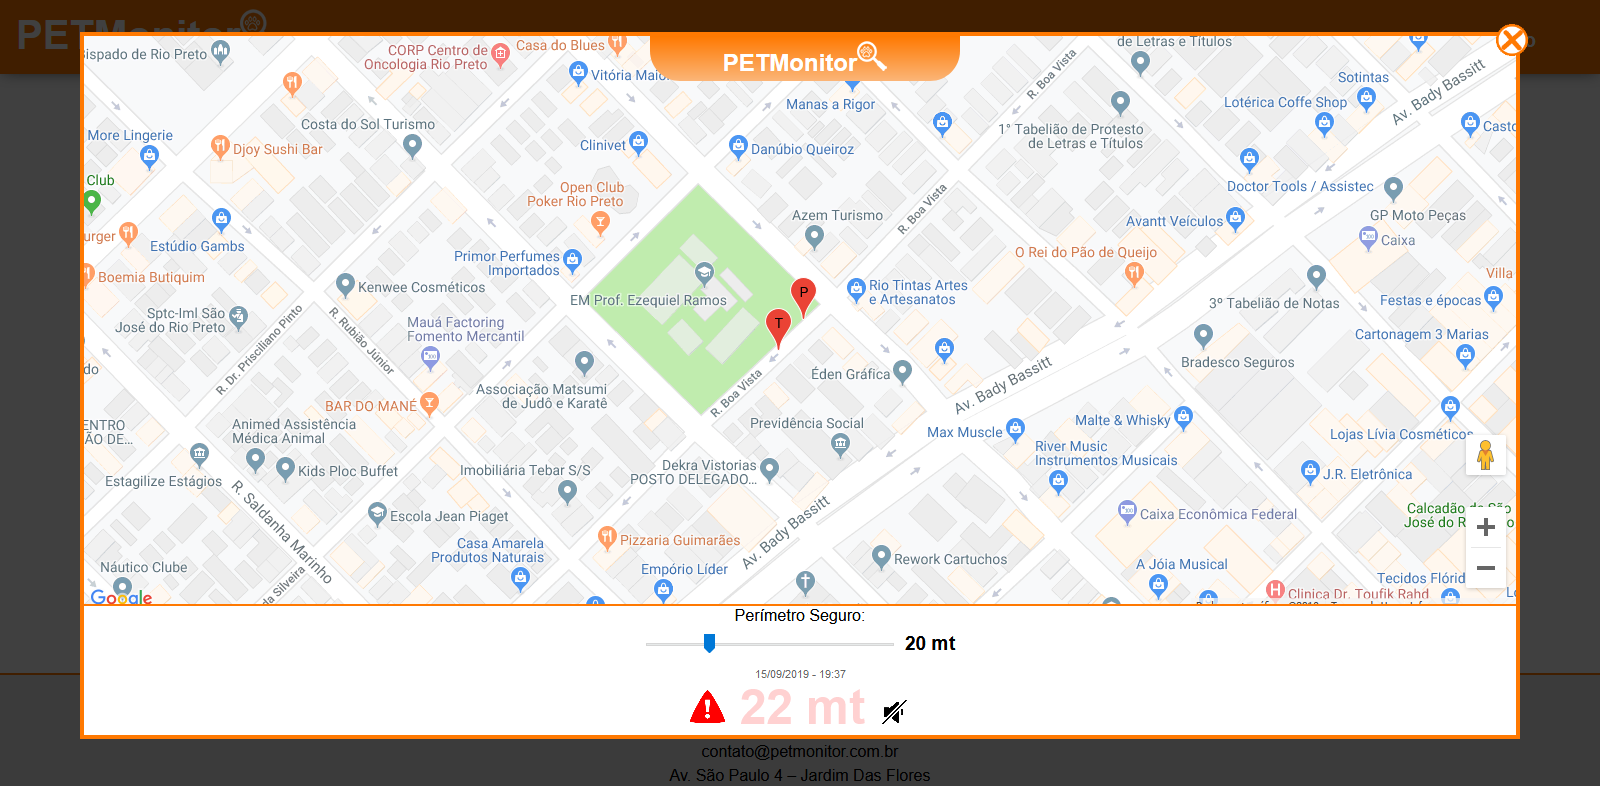 PETMonitor
PETMonitor
Bispado de Rio Preto
CORP Centro de
Oncologia Rio Preto
Casa do Blues
Vitória Maio
de Letras e Títulos
R. Boa Vista
Manas a Rigor
Sotintas
Av. Bady Bassitt
Lotérica Coffe Shop
More Lingerie
Costa do Sol Turismo
Djoy Sushi Bar
Clinivet
Danúbio Queiroz
1° Tabelião de Protesto
de Letras e Títulos
Casto
Club
Open Club
Poker Rio Preto
Doctor Tools / Assistec
R. Boa Vista
Azem Turismo
Avantt Veículos
GP Moto Peças
urger
Estúdio Gambs
Caixa
Primor Perfumes
Importados
O Rei do Pão de Queijo
Boemia Butiquim
Kenwee Cosméticos
EM Prof. Ezequiel Ramos
P
Rio Tintas Artes
e Artesanatos
Villa
3° Tabelião de Notas
Festas e épocas
Sptc-Iml São
José do Rio Preto
R. Dr. Prisciliano Pinto
R. Rubião Júnior
Mauá Factoring
Fomento Mercantil
T
Cartonagem 3 Marias
Bradesco Seguros
do
Associação Matsumi
de Judô e Karatê
R. Boa Vista
Éden Gráfica
Av. Bady Bassitt
BAR DO MANÉ
ENTRO
ÃO DE...
Animed Assistência
Médica Animal
Previdência Social
Max Muscle
Malte & Whisky
Lojas Lívia Cosméticos
River Music
Instrumentos Musicais
Kids Ploc Buffet
Imobiliária Tebar S/S
Dekra Vistorias
POSTO DELEGADO...
J.R. Eletrônica
Estagilize Estágios
R. Saldanha Marinho
Escola Jean Piaget
Av. Bady Bassitt
Caixa Econômica Federal
Calçadão de São
José do R
Casa Amarela
Produtos Naturais
Pizzaria Guimarães
Náutico Clube
Empório Líder
Rework Cartuchos
A Jóia Musical
Tecidos Flórid
da Silveira
Google
Clinica Dr. Toufik Rahd
Perímetro Seguro:
20 mt
15/09/2019 - 19:37
22 mt
contato@petmonitor.com.br
Av. São Paulo 4 – Jardim Das Flores